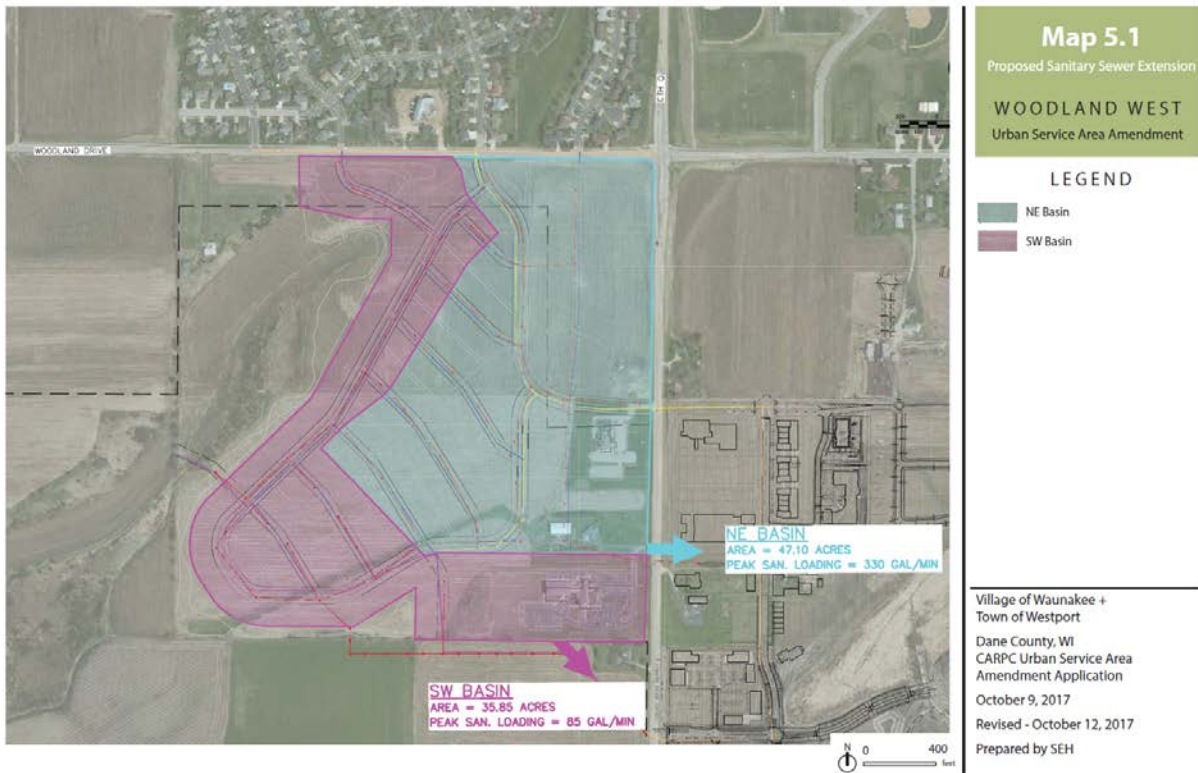 WOODLAND DRIVE
CTH Q
NE BASIN
AREA = 47.10 ACRES
PEAK SAN. LOADING = 330 GAL/MIN
SW BASIN
AREA = 35.85 ACRES
PEAK SAN. LOADING = 85 GAL/MIN
N
0 400
feet
Map 5.1
Proposed Sanitary Sewer Extension
WOODLAND WEST
Urban Service Area Amendment
LEGEND
NE Basin
SW Basin
Village of Waunakee +
Town of Westport
Dane County, WI
CARPC Urban Service Area
Amendment Application
October 9, 2017
Revised - October 12, 2017
Prepared by SEH